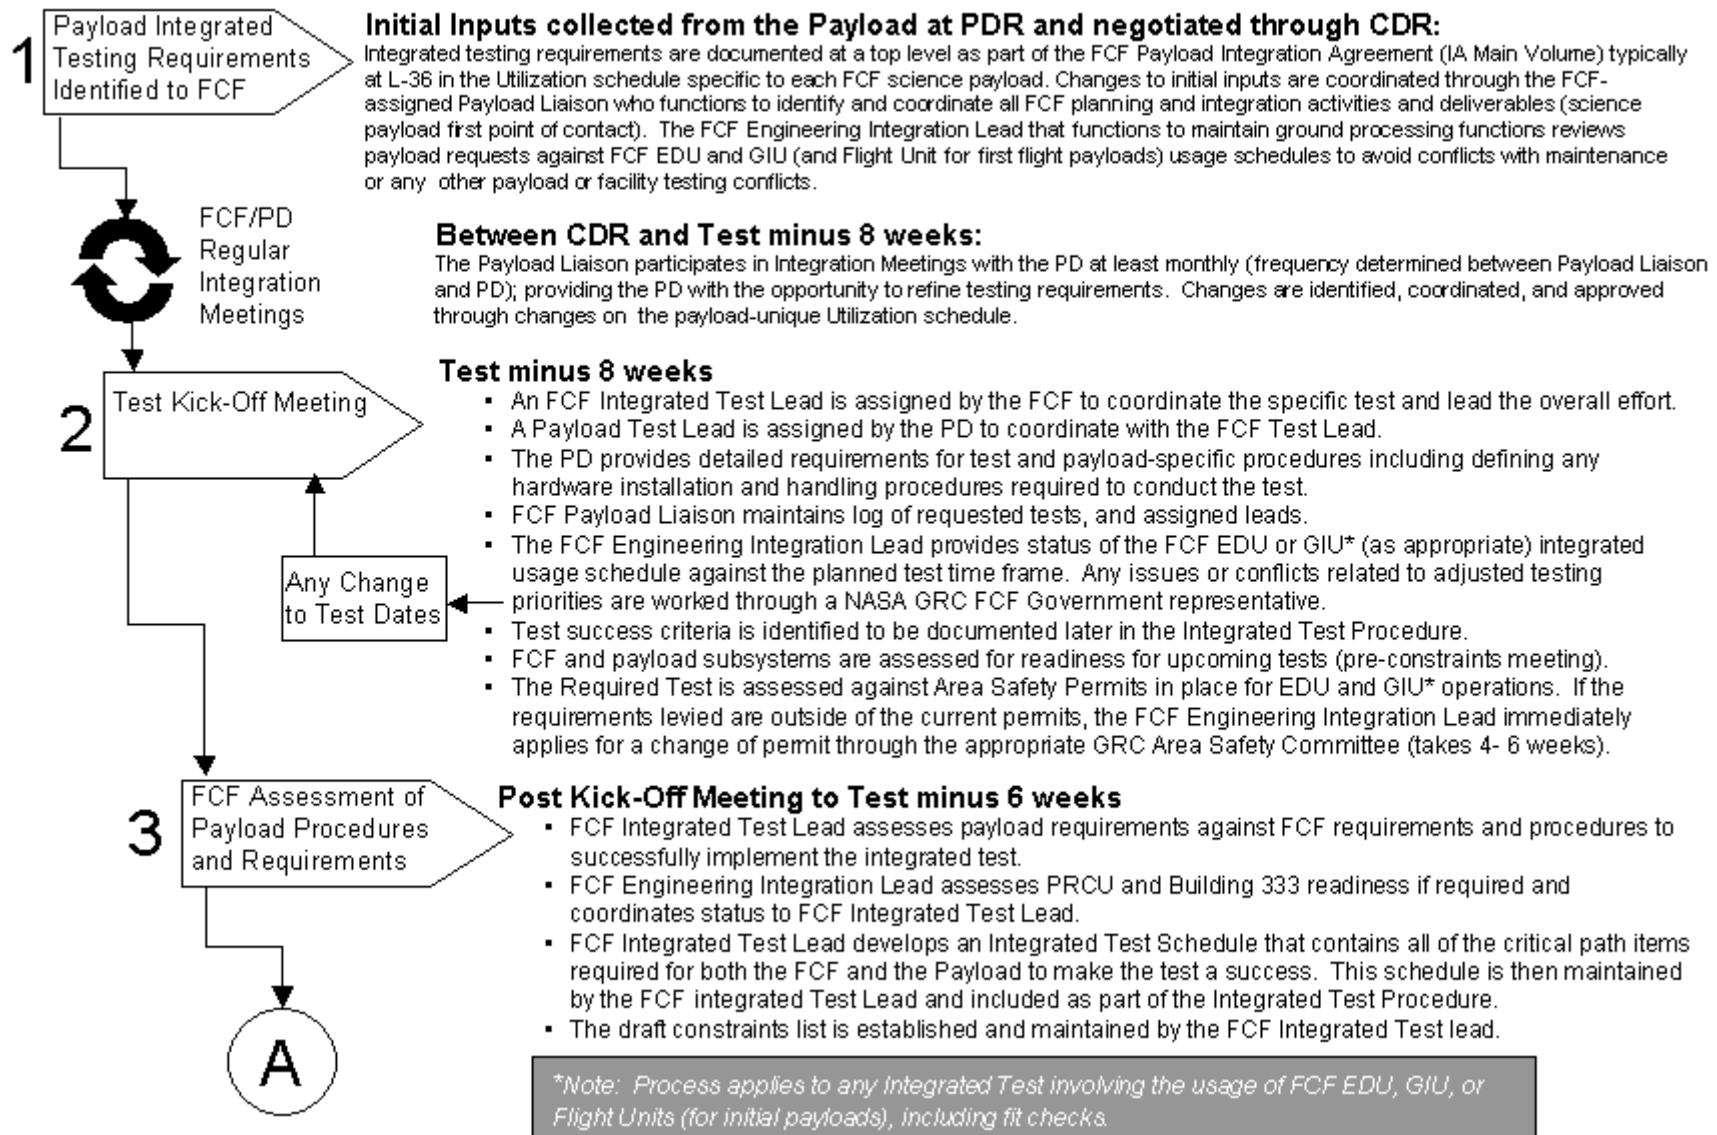 1
Payload Integrated
Testing Requirements
Identified to FCF
Initial Inputs collected from the Payload at PDR and negotiated through CDR:
Integrated testing requirements are documented at a top level as part of the FCF Payload Integration Agreement (IA Main Volume) typically
at L-36 in the Utilization schedule specific to each FCF science payload. Changes to initial inputs are coordinated through the FCF-
assigned Payload Liaison who functions to identify and coordinate all FCF planning and integration activities and deliverables (science
payload first point of contact). The FCF Engineering Integration Lead that functions to maintain ground processing functions reviews
payload requests against FCF EDU and GIU (and Flight Unit for first flight payloads) usage schedules to avoid conflicts with maintenance
or any other payload or facility testing conflicts.
FCF/PD
Regular
Integration
Meetings
Between CDR and Test minus 8 weeks:
The Payload Liaison participates in Integration Meetings with the PD at least monthly (frequency determined between Payload Liaison
and PD); providing the PD with the opportunity to refine testing requirements. Changes are identified, coordinated, and approved
through changes on the payload-unique Utilization schedule.
2
Test Kick-Off Meeting
Test minus 8 weeks
▪ An FCF Integrated Test Lead is assigned by the FCF to coordinate the specific test and lead the overall effort.
▪ A Payload Test Lead is assigned by the PD to coordinate with the FCF Test Lead.
▪ The PD provides detailed requirements for test and payload-specific procedures including defining any
hardware installation and handling procedures required to conduct the test.
▪ FCF Payload Liaison maintains log of requested tests, and assigned leads.
▪ The FCF Engineering Integration Lead provides status of the FCF EDU or GIU* (as appropriate) integrated
usage schedule against the planned test time frame. Any issues or conflicts related to adjusted testing
priorities are worked through a NASA GRC FCF Government representative.
▪ Test success criteria is identified to be documented later in the Integrated Test Procedure.
▪ FCF and payload subsystems are assessed for readiness for upcoming tests (pre-constraints meeting).
▪ The Required Test is assessed against Area Safety Permits in place for EDU and GIU* operations. If the
requirements levied are outside of the current permits, the FCF Engineering Integration Lead immediately
applies for a change of permit through the appropriate GRC Area Safety Committee (takes 4- 6 weeks).
Any Change
to Test Dates
3
FCF Assessment of
Payload Procedures
and Requirements
Post Kick-Off Meeting to Test minus 6 weeks
▪ FCF Integrated Test Lead assesses payload requirements against FCF requirements and procedures to
successfully implement the integrated test.
▪ FCF Engineering Integration Lead assesses PRCU and Building 333 readiness if required and
coordinates status to FCF Integrated Test Lead.
▪ FCF Integrated Test Lead develops an Integrated Test Schedule that contains all of the critical path items
required for both the FCF and the Payload to make the test a success. This schedule is then maintained
by the FCF integrated Test Lead and included as part of the Integrated Test Procedure.
▪ The draft constraints list is established and maintained by the FCF Integrated Test lead.
A
*Note: Process applies to any Integrated Test involving the usage of FCF EDU, GIU, or
Flight Units (for initial payloads), including fit checks.